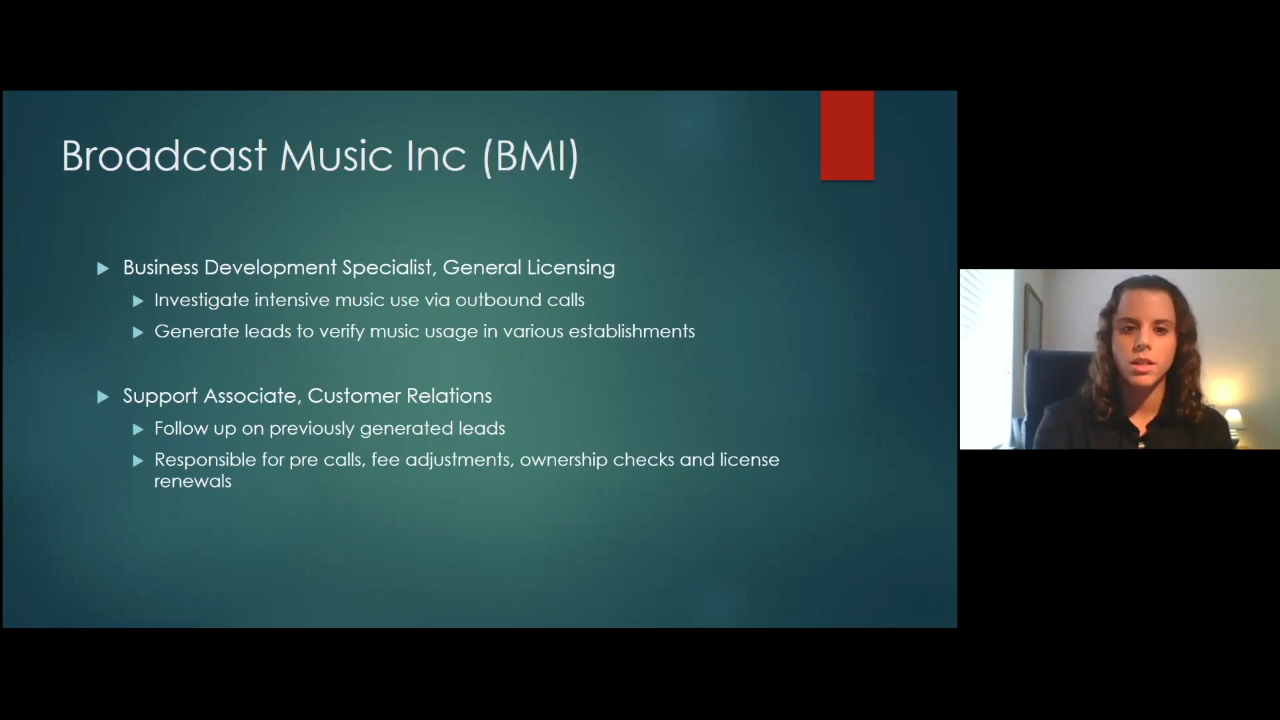 Broadcast Music Inc (BMI)
Business Development Specialist, General Licensing
Investigate intensive music use via outbound calls
Generate leads to verify music usage in various establishments
Support Associate, Customer Relations
Follow up on previously generated leads
Responsible for pre calls, fee adjustments, ownership checks and license
renewals